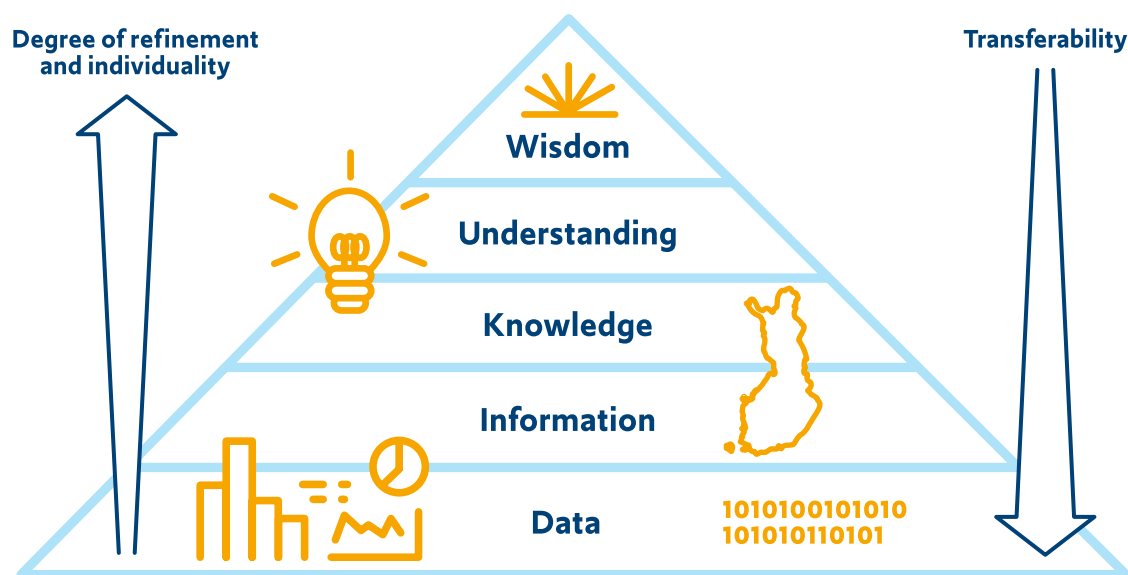 Degree of refinement
and individuality
Transferability
Wisdom
Understanding
Knowledge
Information
Data
1010100101010
101010110101